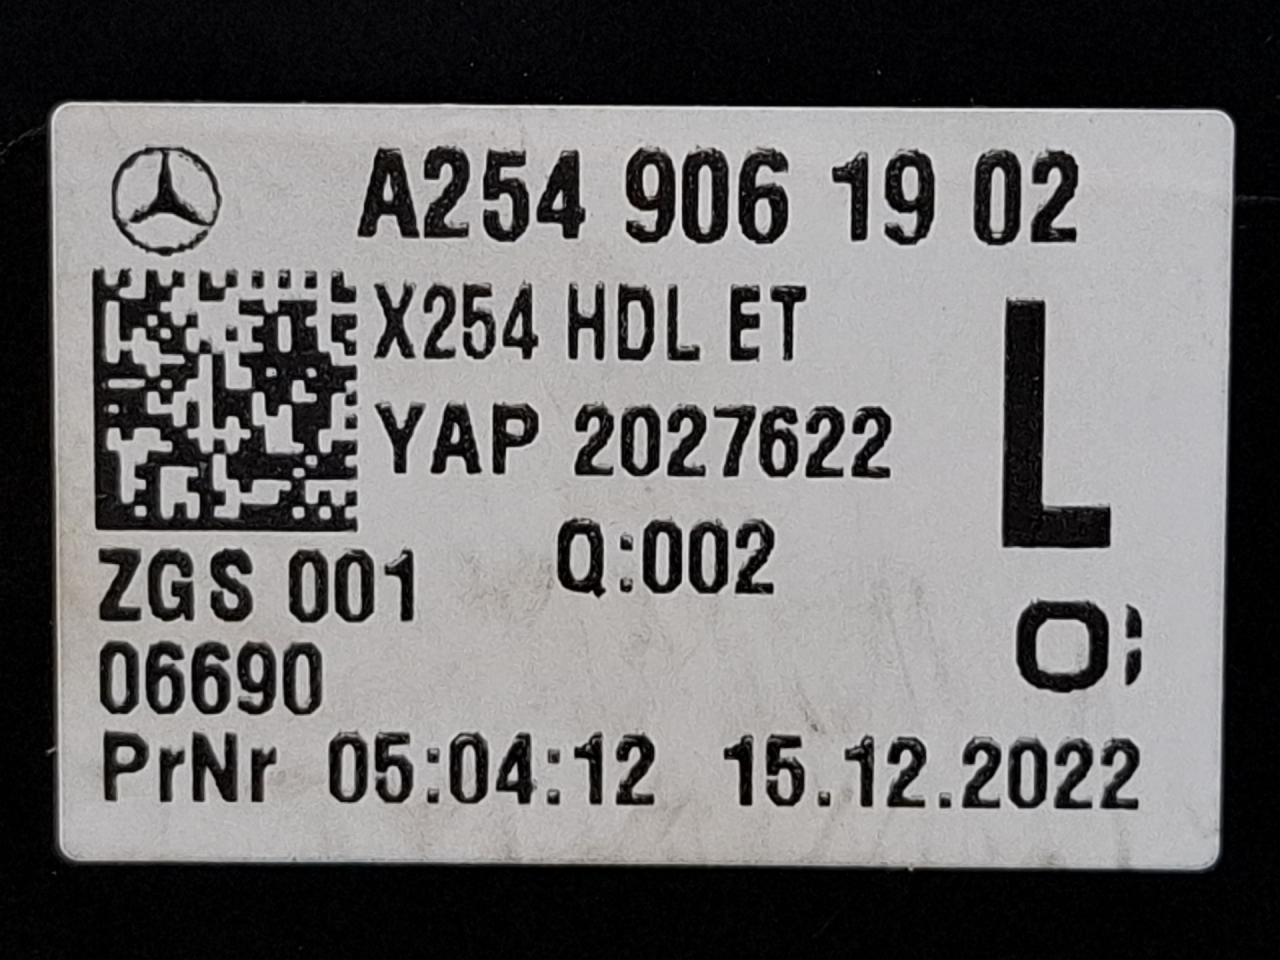 A254 906 19 02
X254 HDL ET
L
YAP 2027622
Q:002
ZGS 001
06690
PrNr 05:04:12 15.12.2022